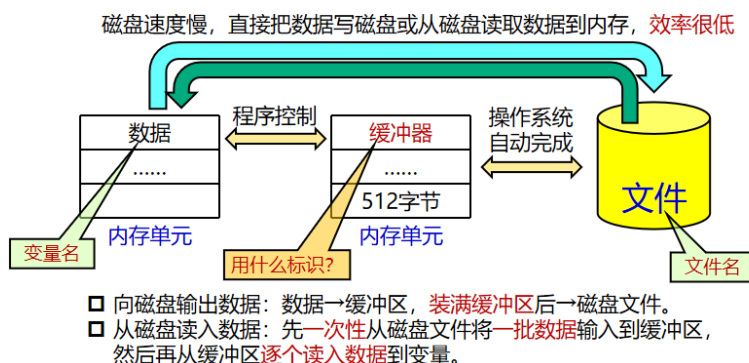 磁盘速度慢，直接把数据写磁盘或从磁盘读取数据到内存，效率很低
数据
……
内存单元
变量名
程序控制
缓冲器
……
512字节
内存单元
用什么标识？
操作系统
自动完成
文件
文件名
向磁盘输出数据：数据→缓冲区，装满缓冲区后→磁盘文件。
从磁盘读入数据：先一次性从磁盘文件将一批数据输入到缓冲区，
然后再从缓冲区逐个读入数据到变量。